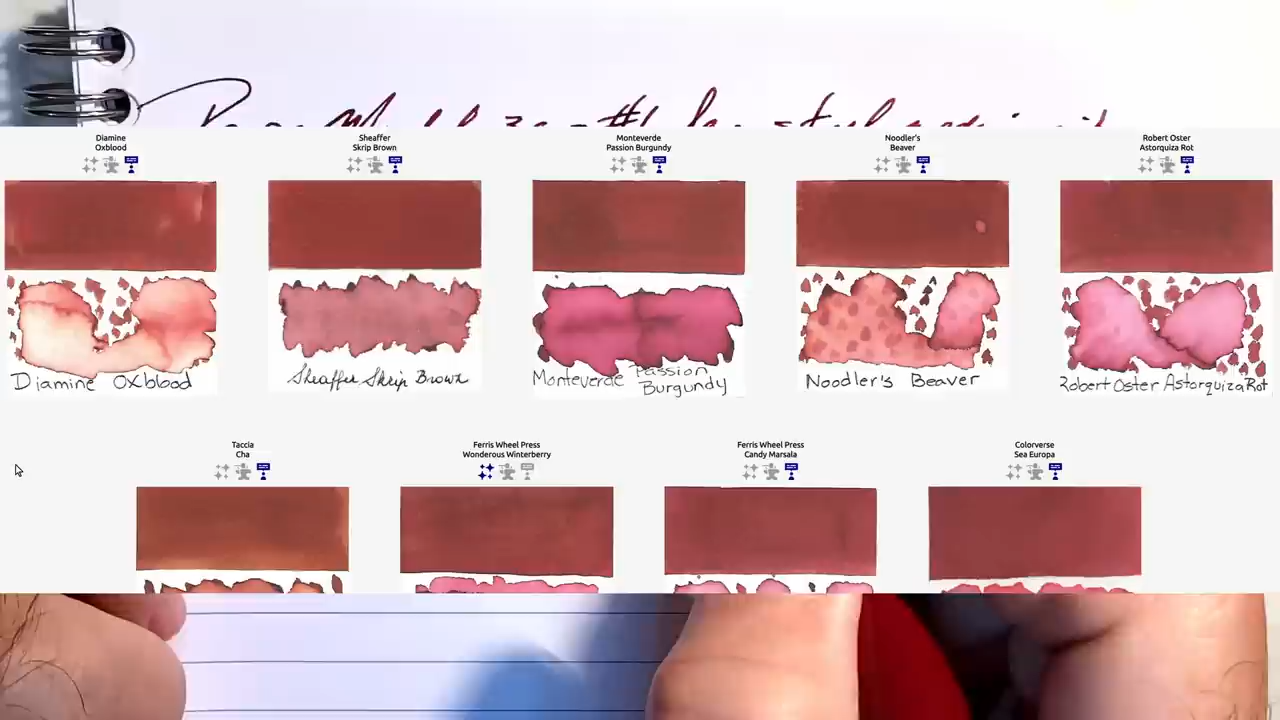 Diamine
Oxblood
Sheaffer
Skrip Brown
Monteverde
Passion Burgundy
Noodler's
Beaver
Robert Oster
Astorquiza Rot
Diamine Oxblood
Sheaffer Skrip Brown
Monteverde Passion
Burgundy
Noodler's Beaver
Robert Oster Astorquiza Rot
Taccia
Cha
Ferris Wheel Press
Wonderous Winterberry
Ferris Wheel Press
Candy Marsala
Colorverse
Sea Europa